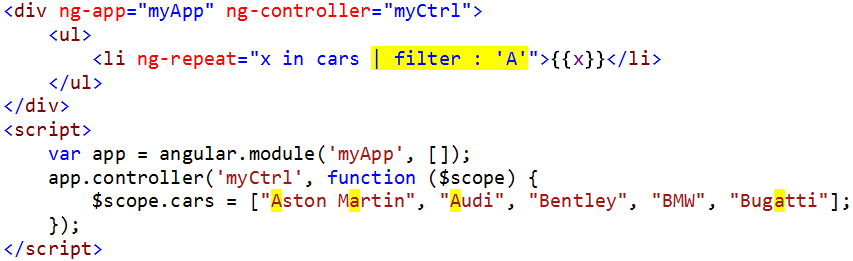 <div ng-app="myApp" ng-controller="myCtrl">
    <ul>
        <li ng-repeat="x in cars | filter : 'A'">{{x}}</li>
    </ul>
</div>
<script>
    var app = angular.module('myApp', []);
    app.controller('myCtrl', function ($scope) {
        $scope.cars = ["Aston Martin", "Audi", "Bentley", "BMW", "Bugatti"];
    });
</script>